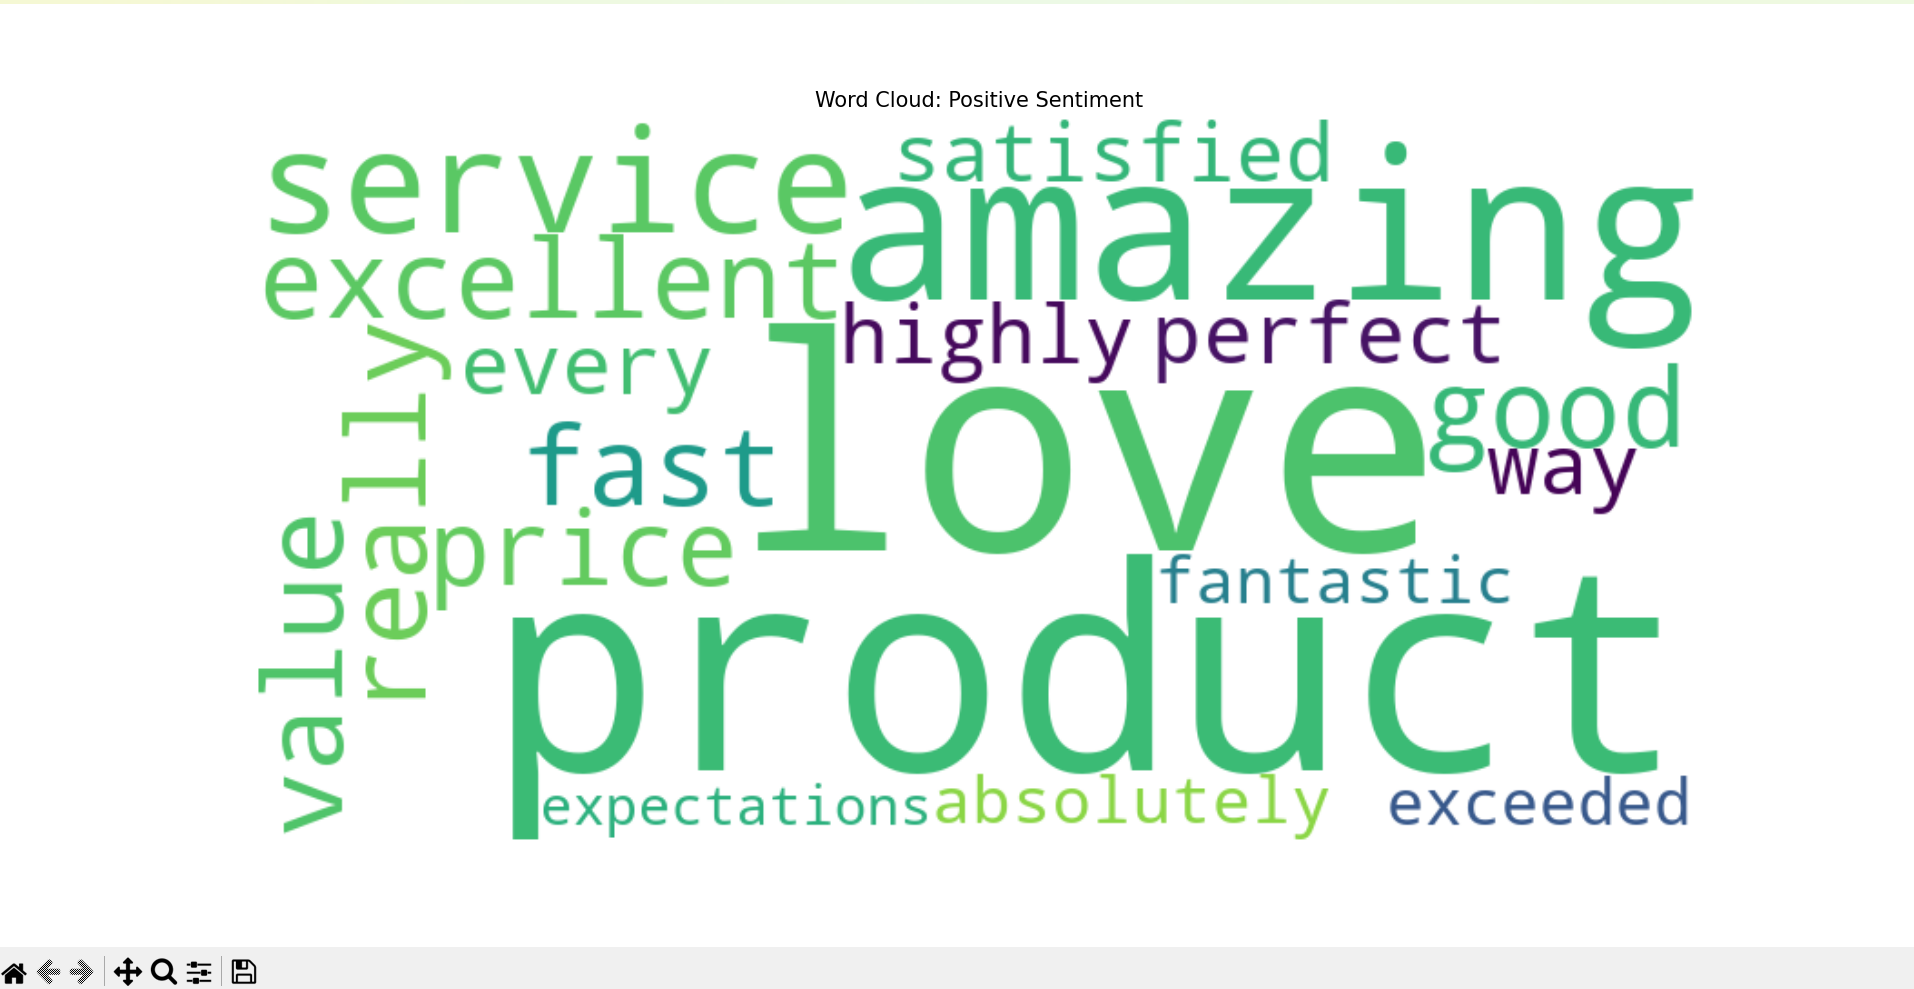 Word Cloud: Positive Sentiment
satisfied
service
amazing
excellent
highly
perfect
every
really
love
good
way
fast
price
value
fantastic
product
expectations
absolutely
exceeded